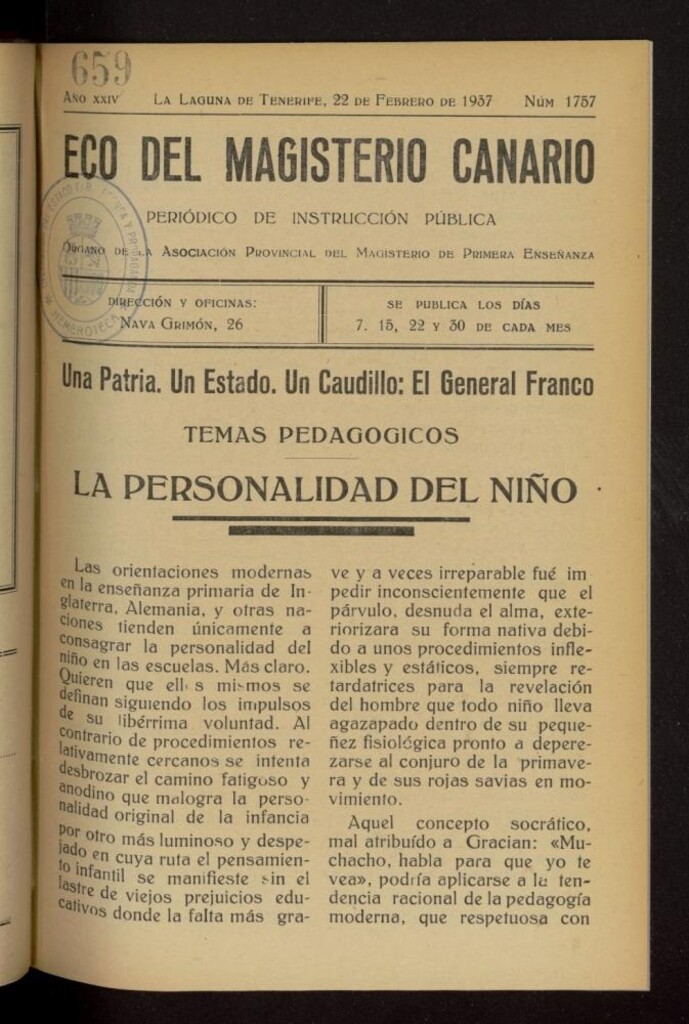 659
AÑO XXIV LA LAGUNA DE TENERIFE, 22 DE FEBRERO DE 1937 NÚM 1757
ECO DEL MAGISTERIO CANARIO
PERIÓDICO DE INSTRUCCIÓN PÚBLICA
ÓRGANO DE LA ASOCIACIÓN PROVINCIAL DEL MAGISTERIO DE PRIMERA ENSEÑANZA
HEMEROTECA
DIRECCIÓN Y OFICINAS:
NAVA GRIMÓN, 26
SE PUBLICA LOS DÍAS
7. 15, 22 Y 30 DE CADA MES
Una Patria. Un Estado. Un Caudillo: El General Franco
TEMAS PEDAGOGICOS
LA PERSONALIDAD DEL NIÑO
Las orientaciones modernas
en la enseñanza primaria de In-
glaterra, Alemania, y otras na-
ciones tienden únicamente a
consagrar la personalidad del
niño en las escuelas. Más claro.
Quieren que ell s mismos se
definan siguiendo los impulsos
de su libérrima voluntad. Al
contrario de procedimientos re-
lativamente cercanos se intenta
desbrozar el camino fatigoso y
anodino que malogra la perso-
nalidad original de la infancia
por otro más luminoso y despe-
jado en cuya ruta el pensamien-
to infantil se manifieste sin el
lastre de viejos prejuicios edu-
cativos donde la falta más gra-
ve y a veces irreparable fué im
pedir inconscientemente que el
párvulo, desnuda el alma, exte-
riorizara su forma nativa debi-
do a unos procedimientos infle-
xibles y estáticos, siempre re-
tardatrices para la revelación
del hombre que todo niño lleva
agazapado dentro de su peque-
ñez fisiológica pronto a depere-
zarse al conjuro de la primave-
ra y de sus rojas savias en mo-
vimiento.
Aquel concepto socrático,
mal atribuído a Gracian: «Mu-
chacho, habla para que yo te
vea», podría aplicarse a la ten-
dencia racional de la pedagogía
moderna, que respetuosa con